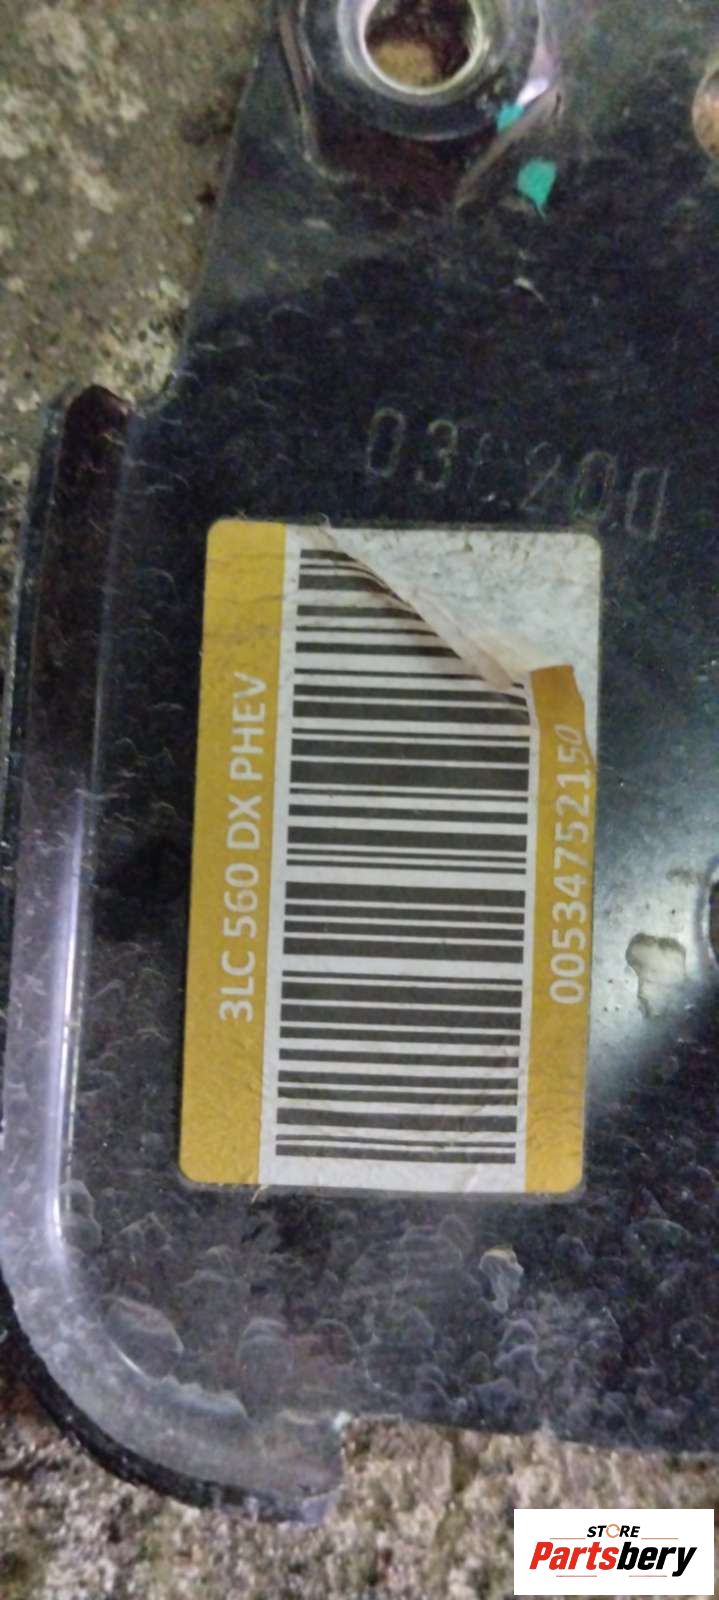 3LC 560 DX PHEV
00534752150
STORE
Partsbery